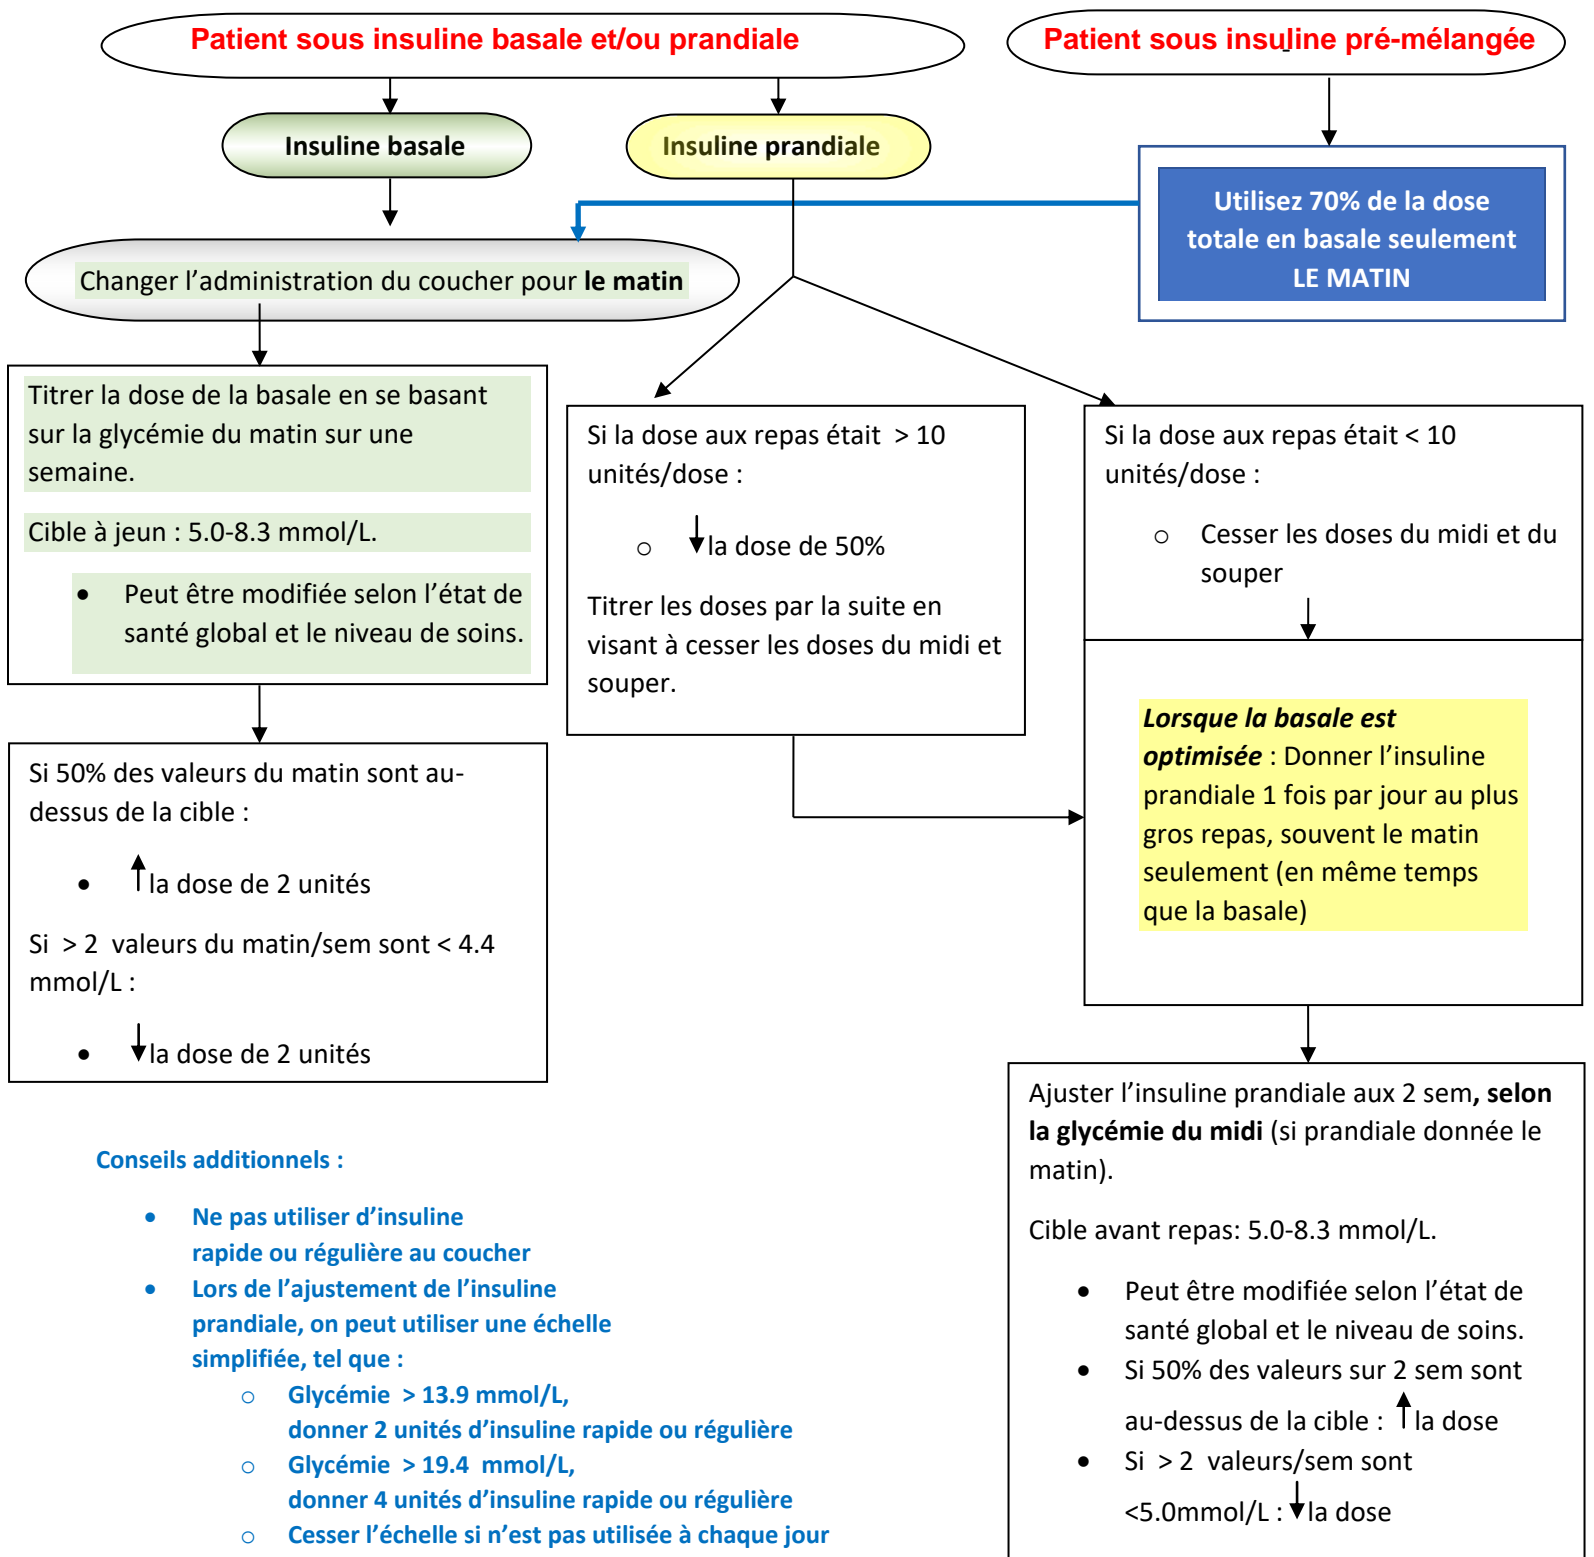 Patient sous insuline basale et/ou prandiale
Patient sous insuline pré-mélangée
Insuline basale
Insuline prandiale
Utilisez 70% de la dose
totale en basale seulement
LE MATIN
Changer l’administration du coucher pour le matin
Titrer la dose de la basale en se basant
sur la glycémie du matin sur une
semaine.
Cible à jeun : 5.0-8.3 mmol/L.
• Peut être modifiée selon l’état de
santé global et le niveau de soins.
Si la dose aux repas était > 10
unités/dose :
o ↓ la dose de 50%
Titrer les doses par la suite en
visant à cesser les doses du midi et
souper.
Si la dose aux repas était < 10
unités/dose :
o Cesser les doses du midi et du
souper
Lorsque la basale est
optimisée : Donner l’insuline
prandiale 1 fois par jour au plus
gros repas, souvent le matin
seulement (en même temps
que la basale)
Si 50% des valeurs du matin sont au-
dessus de la cible :
• ↑ la dose de 2 unités
Si > 2 valeurs du matin/sem sont < 4.4
mmol/L :
• ↓ la dose de 2 unités
Ajuster l’insuline prandiale aux 2 sem, selon
la glycémie du midi (si prandiale donnée le
matin).
Cible avant repas: 5.0-8.3 mmol/L.
• Peut être modifiée selon l’état de
santé global et le niveau de soins.
• Si 50% des valeurs sur 2 sem sont
au-dessus de la cible : ↑ la dose
• Si > 2 valeurs/sem sont
<5.0mmol/L : ↓ la dose
Conseils additionnels :
• Ne pas utiliser d’insuline
rapide ou régulière au coucher
• Lors de l’ajustement de l’insuline
prandiale, on peut utiliser une échelle
simplifiée, tel que :
o Glycémie > 13.9 mmol/L,
donner 2 unités d’insuline rapide ou régulière
o Glycémie > 19.4 mmol/L,
donner 4 unités d’insuline rapide ou régulière
o Cesser l’échelle si n’est pas utilisée à chaque jour